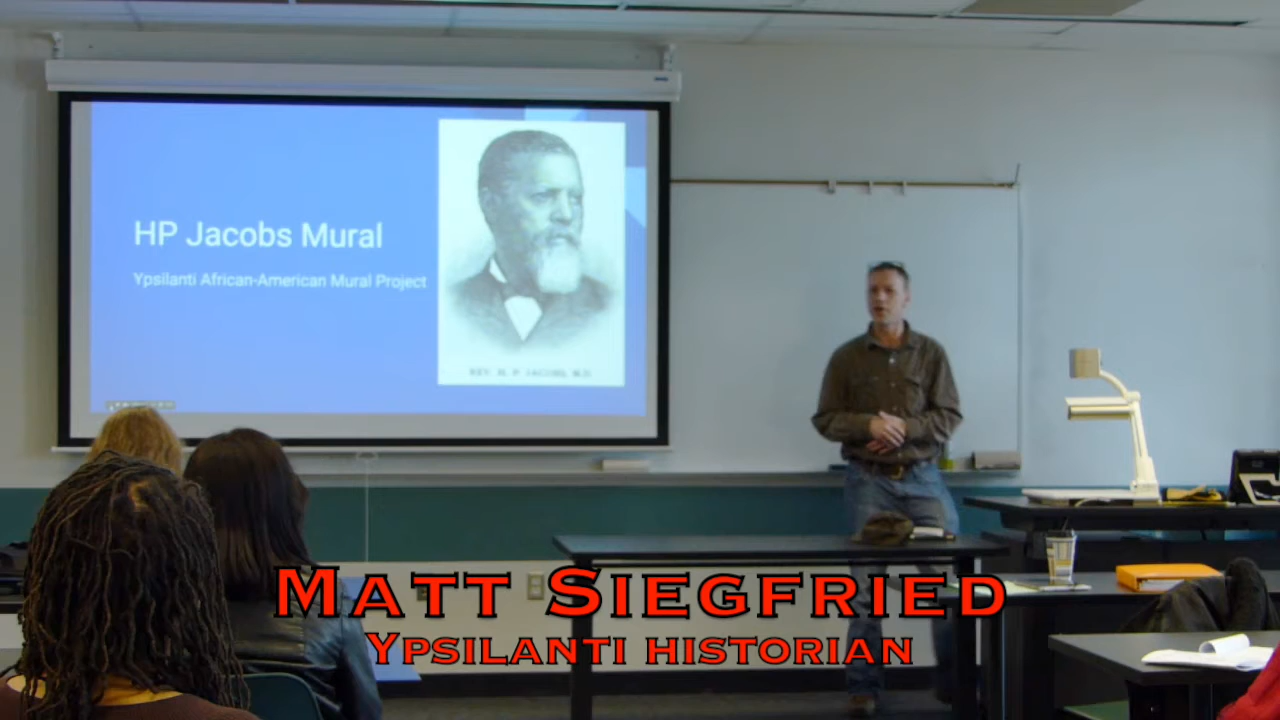 HP Jacobs Mural
Ypsilanti African-American Mural Project
REV. H. P. JACOBS, M.D.
MATT SIEGFRIED
YPSILANTI HISTORIAN